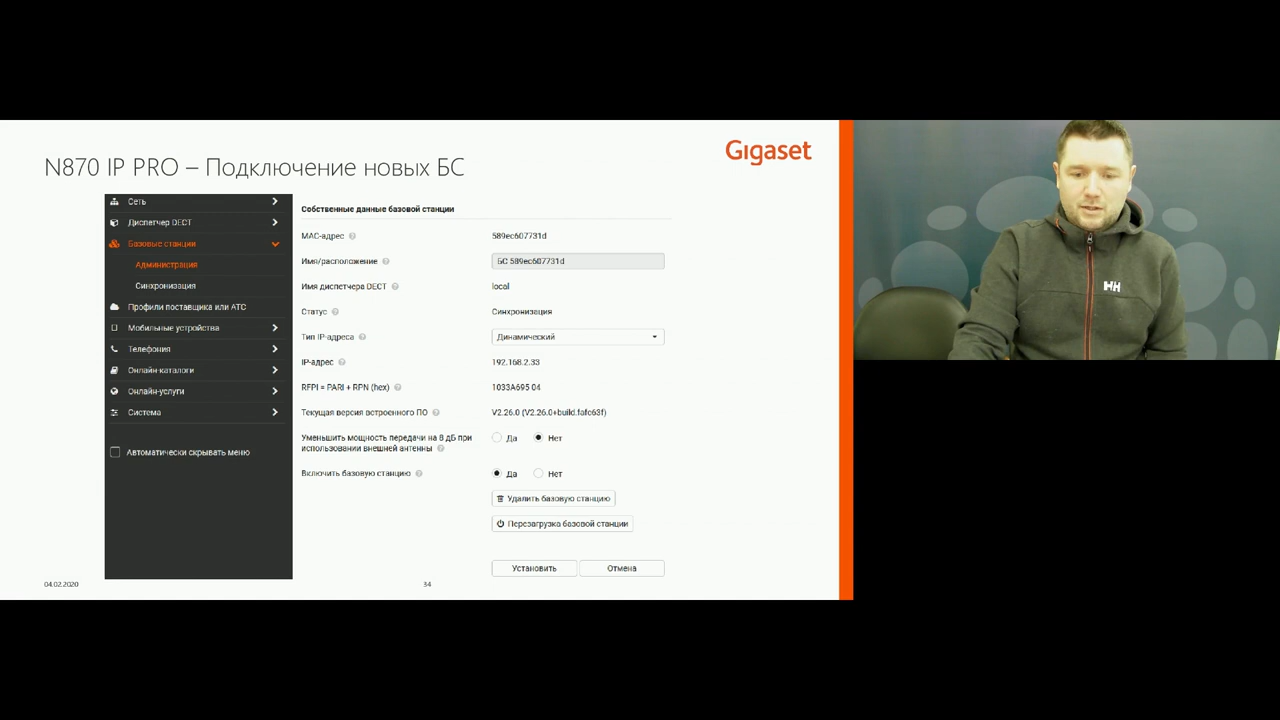 Gigaset
N870 IP PRO – Подключение новых БС
Сеть
Диспетчер DECT
Базовые станции
Администрация
Синхронизация
Профили поставщика или АТС
Мобильные устройства
Телефония
Онлайн-каталоги
Онлайн-услуги
Система
Автоматически скрывать меню
Собственные данные базовой станции
MAC-адрес 589ec607731d
Имя/расположение БС 589ec607731d
Имя диспетчера DECT local
Статус Синхронизация
Тип IP-адреса Динамический
IP-адрес 192.168.2.33
RFPI = PARI + RPN (hex) 1033A695 04
Текущая версия встроенного ПО V2.26.0 (V2.26.0+build.fafc63f)
Уменьшить мощность передачи на 8 дБ при
использовании внешней антенны Да Нет
Включить базовую станцию Да Нет
Удалить базовую станцию
Перезагрузка базовой станции
Установить Отмена
04.02.2020 34
HH